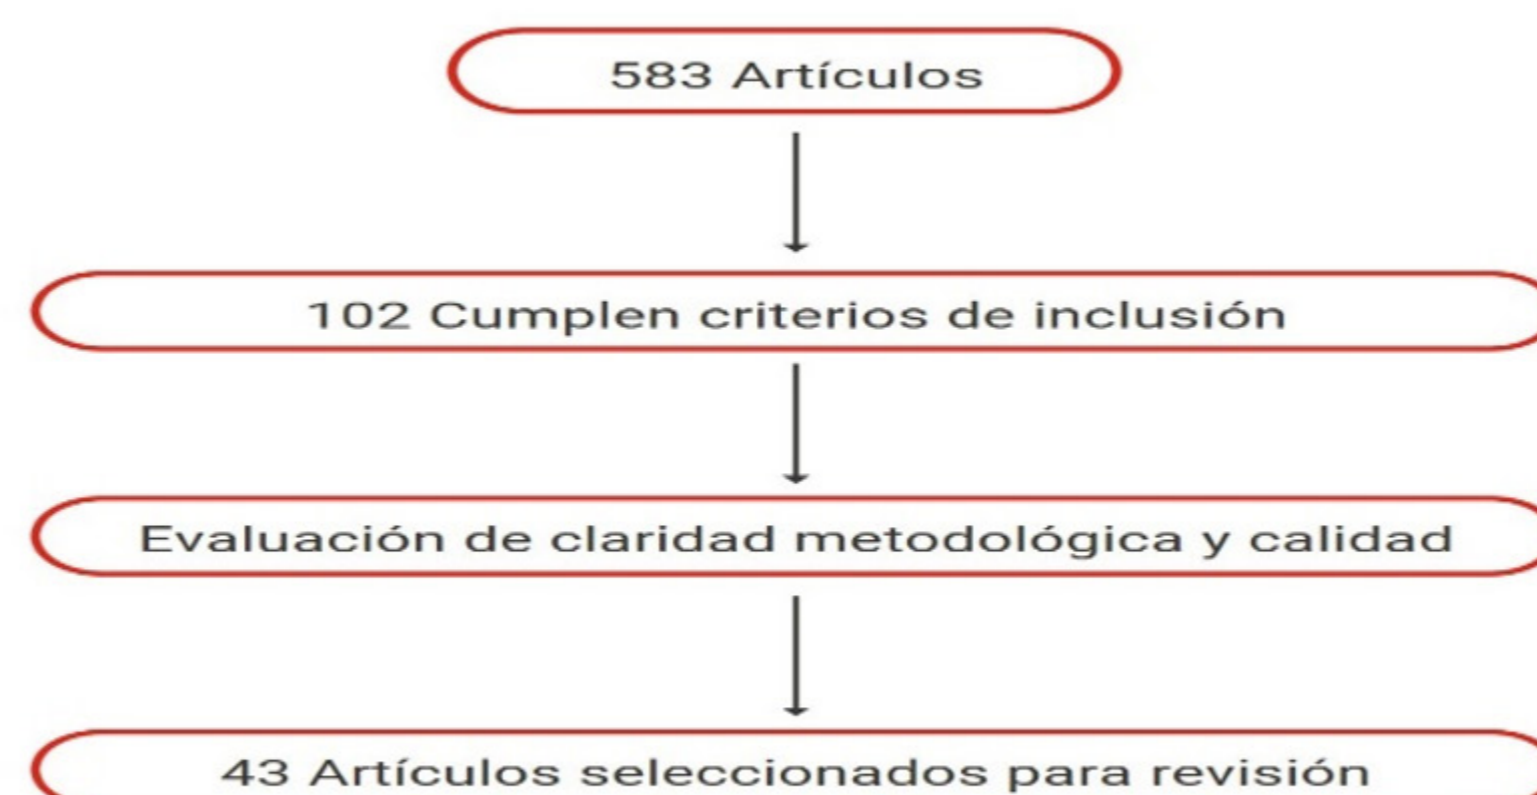 583 Artículos
102 Cumplen criterios de inclusión
Evaluación de claridad metodológica y calidad
43 Artículos seleccionados para revisión